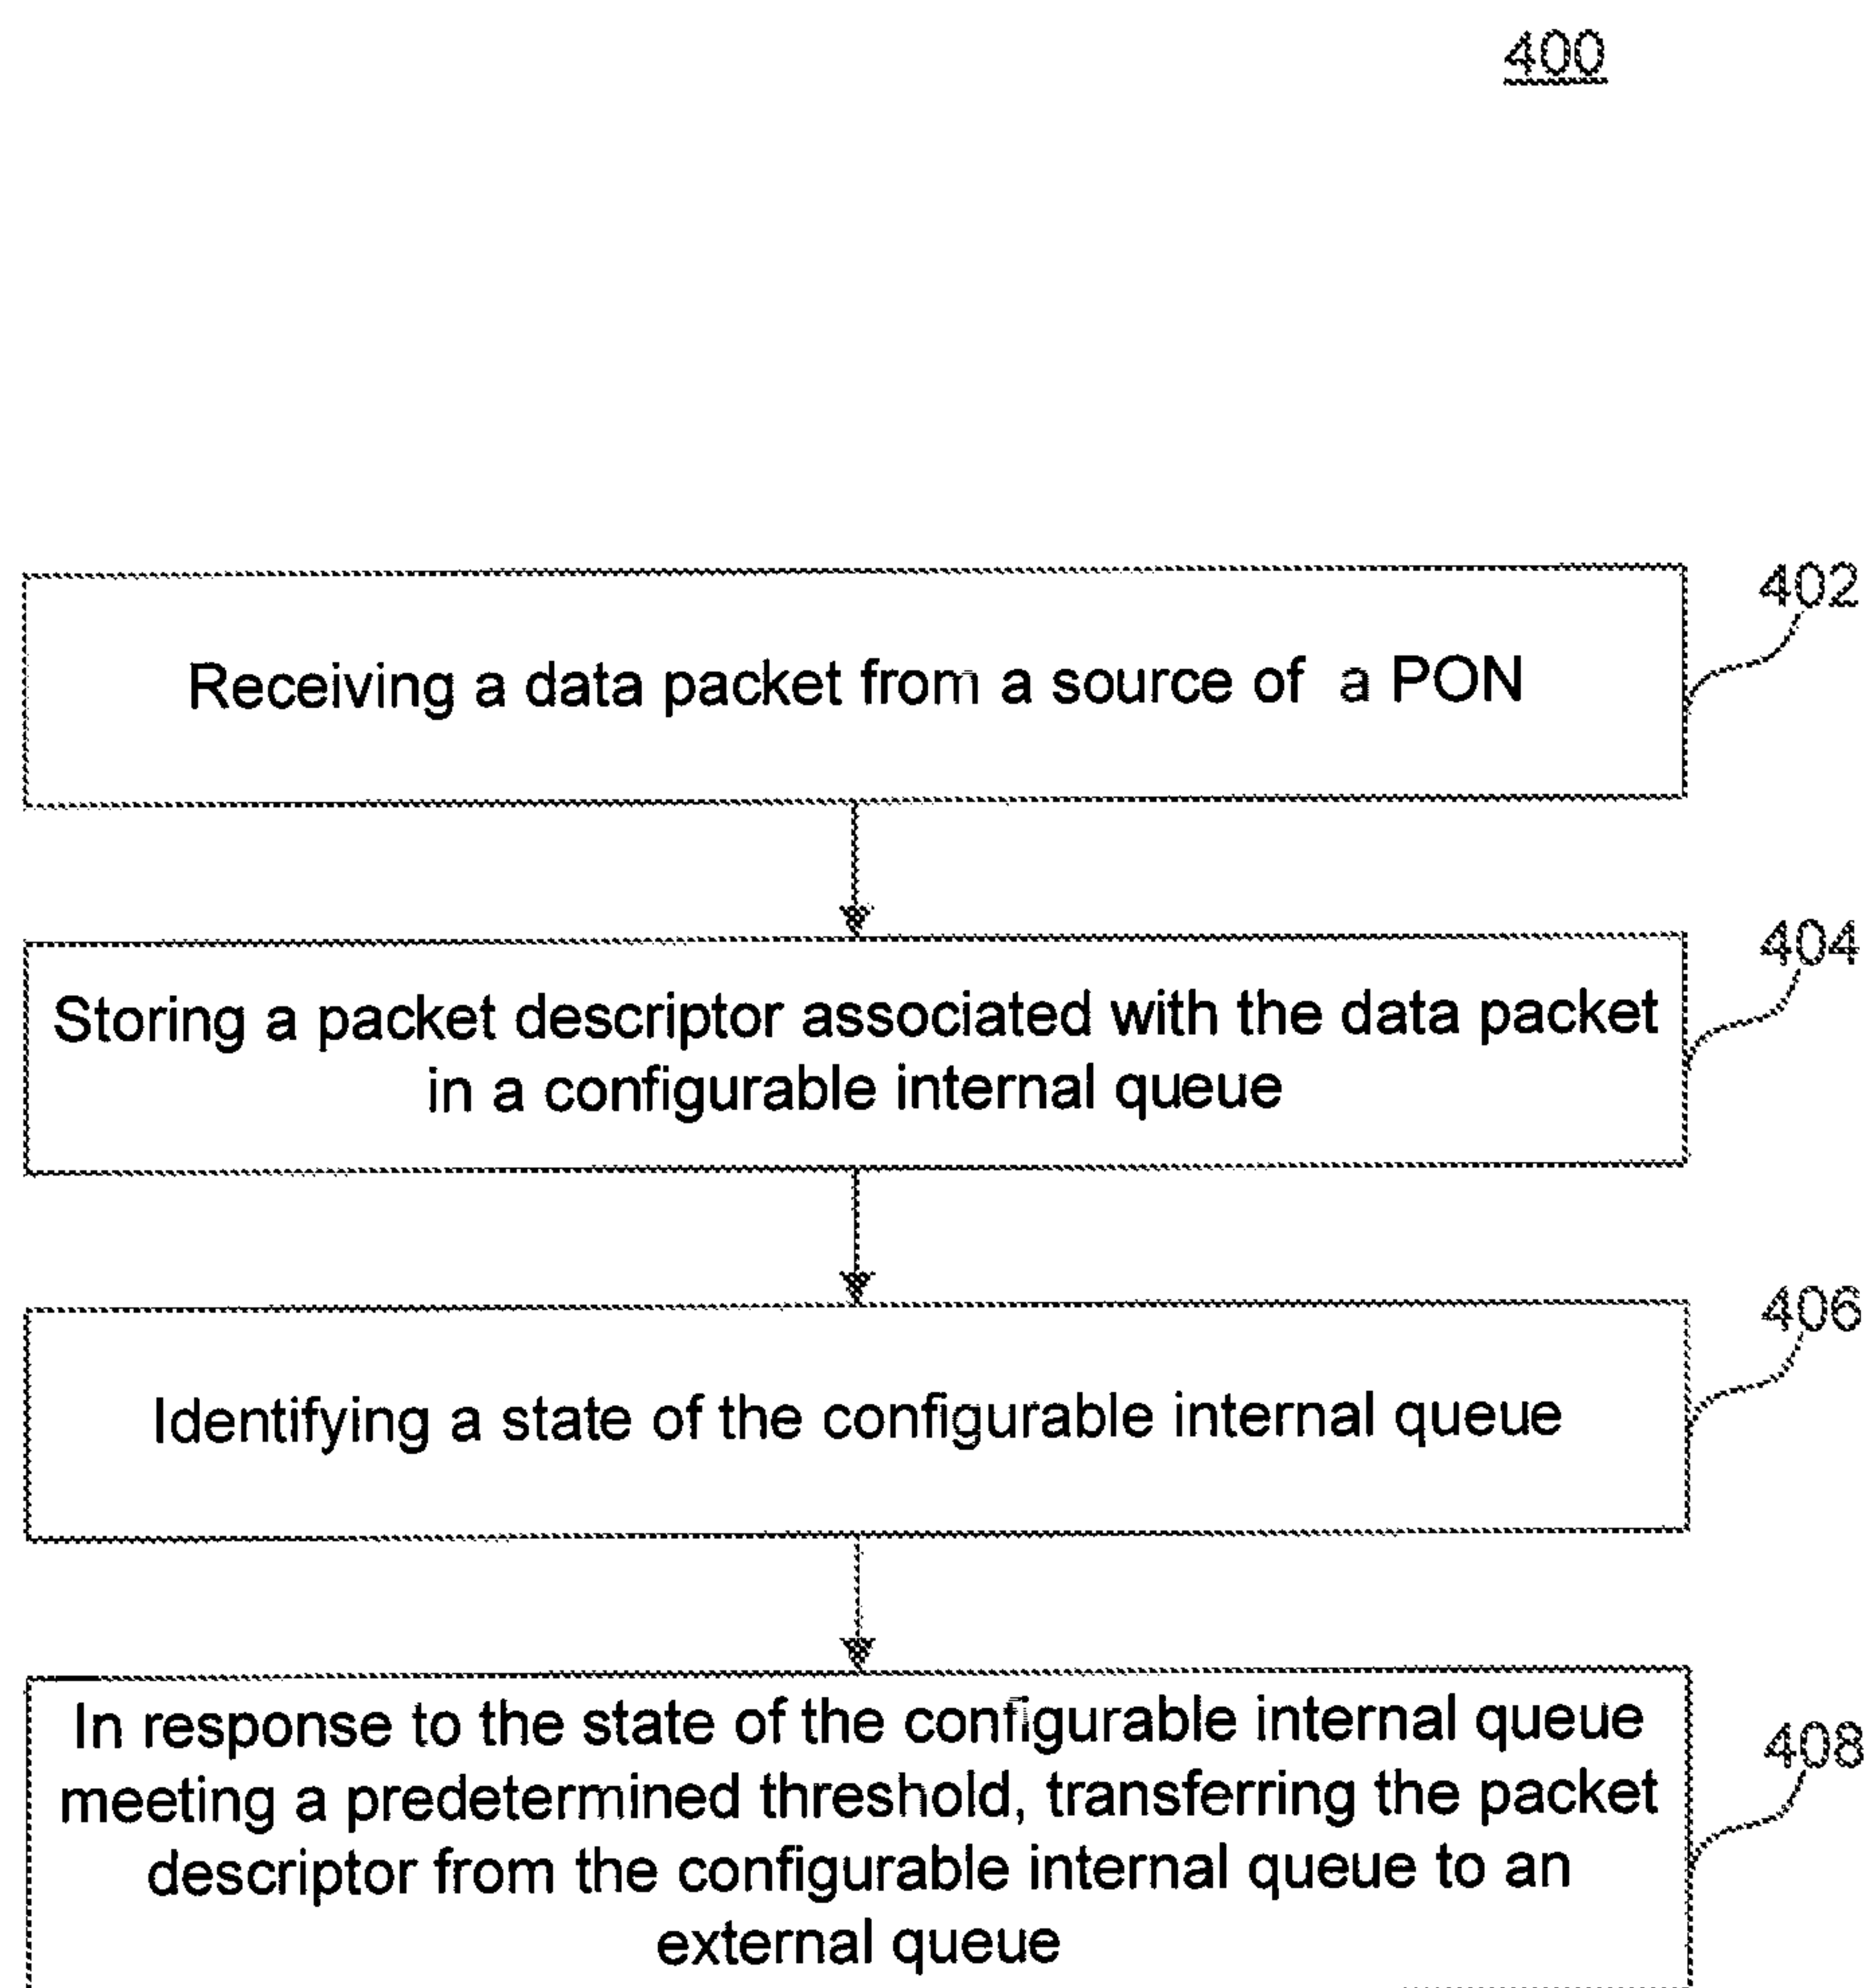 400
402
Receiving a data packet from a source of a PON
404
Storing a packet descriptor associated with the data packet
in a configurable internal queue
406
Identifying a state of the configurable internal queue
408
In response to the state of the configurable internal queue
meeting a predetermined threshold, transferring the packet
descriptor from the configurable internal queue to an
external queue